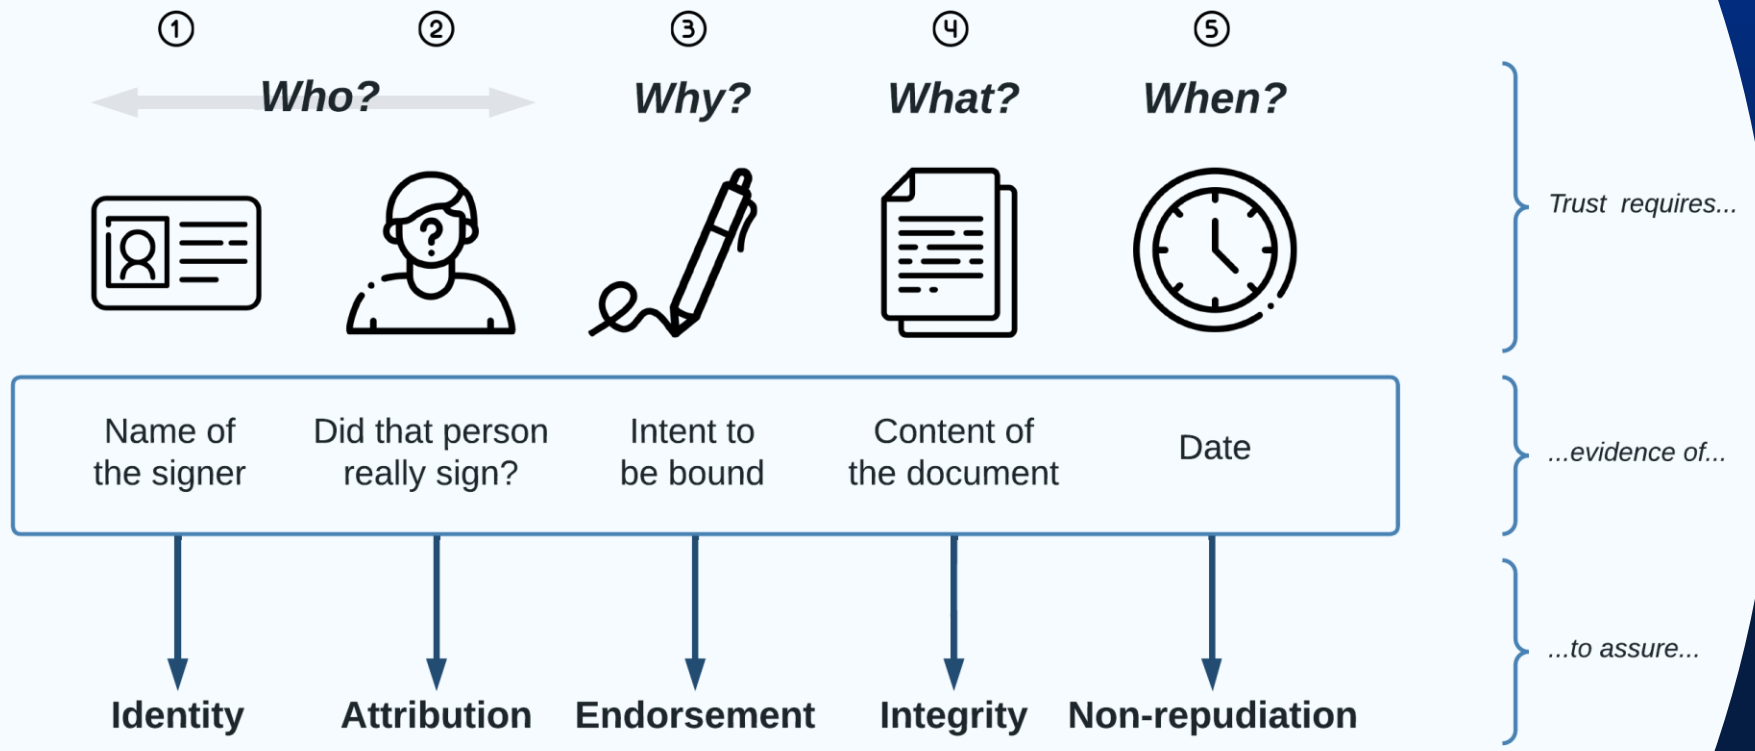 1 2 3 4 5
Who? Why? What? When?
Trust requires...
?
Name of
the signer
Did that person
really sign?
Intent to
be bound
Content of
the document
Date
...evidence of...
...to assure...
Identity Attribution Endorsement Integrity Non-repudiation